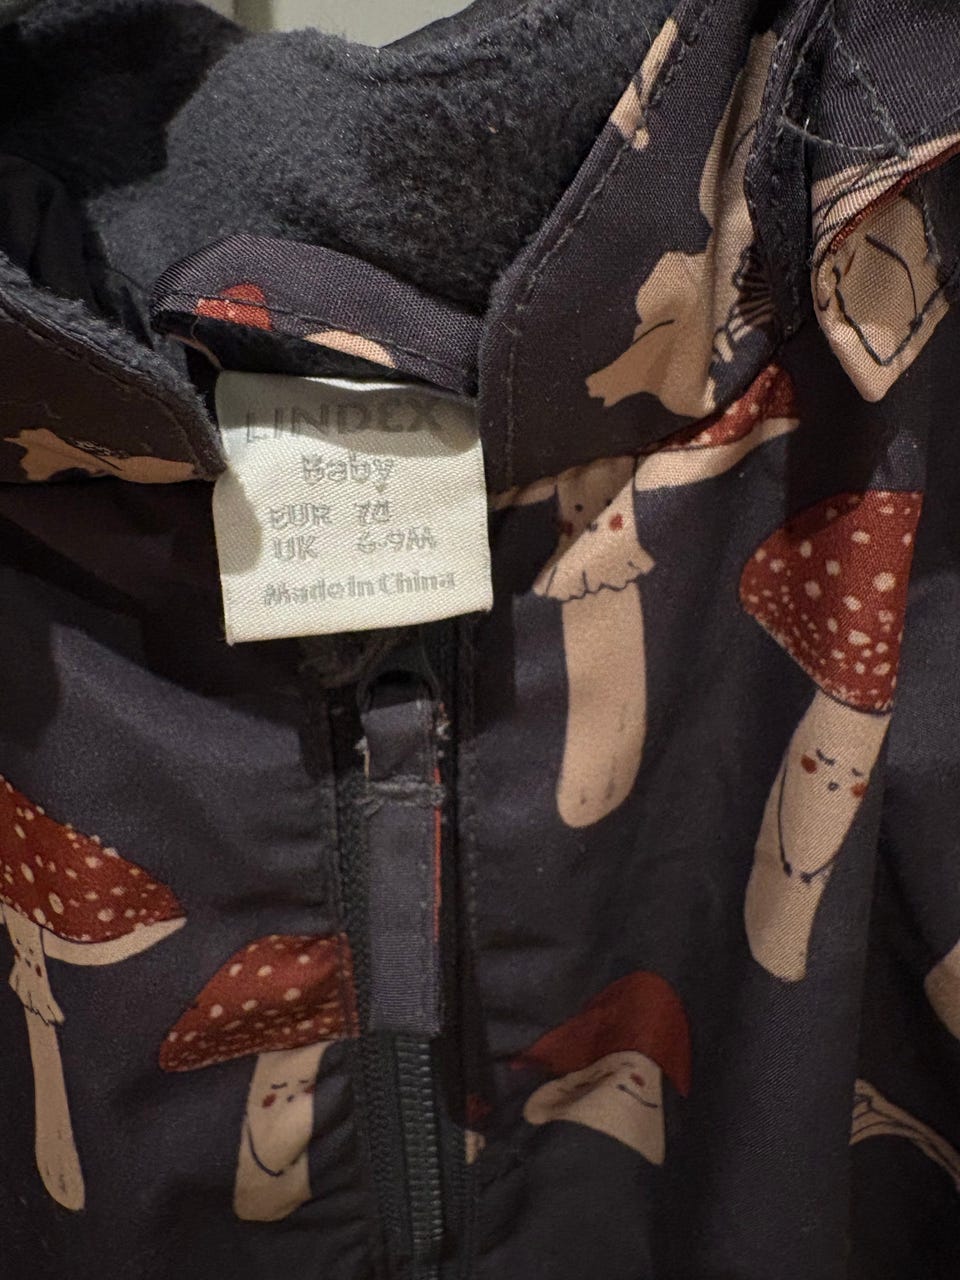 LINDEX
Baby
EUR 74
UK 6-9M
Made in China